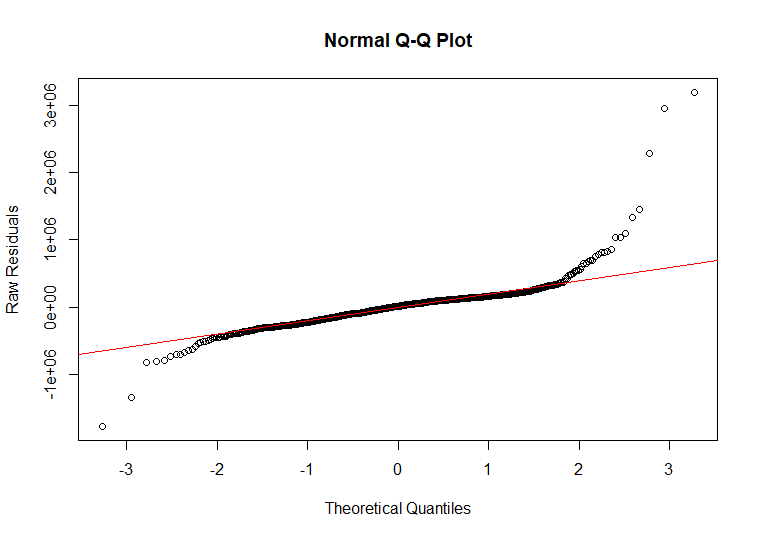 Normal Q-Q Plot
Raw Residuals
3e+06
2e+06
1e+06
0e+00
-1e+06
-3 -2 -1 0 1 2 3
Theoretical Quantiles